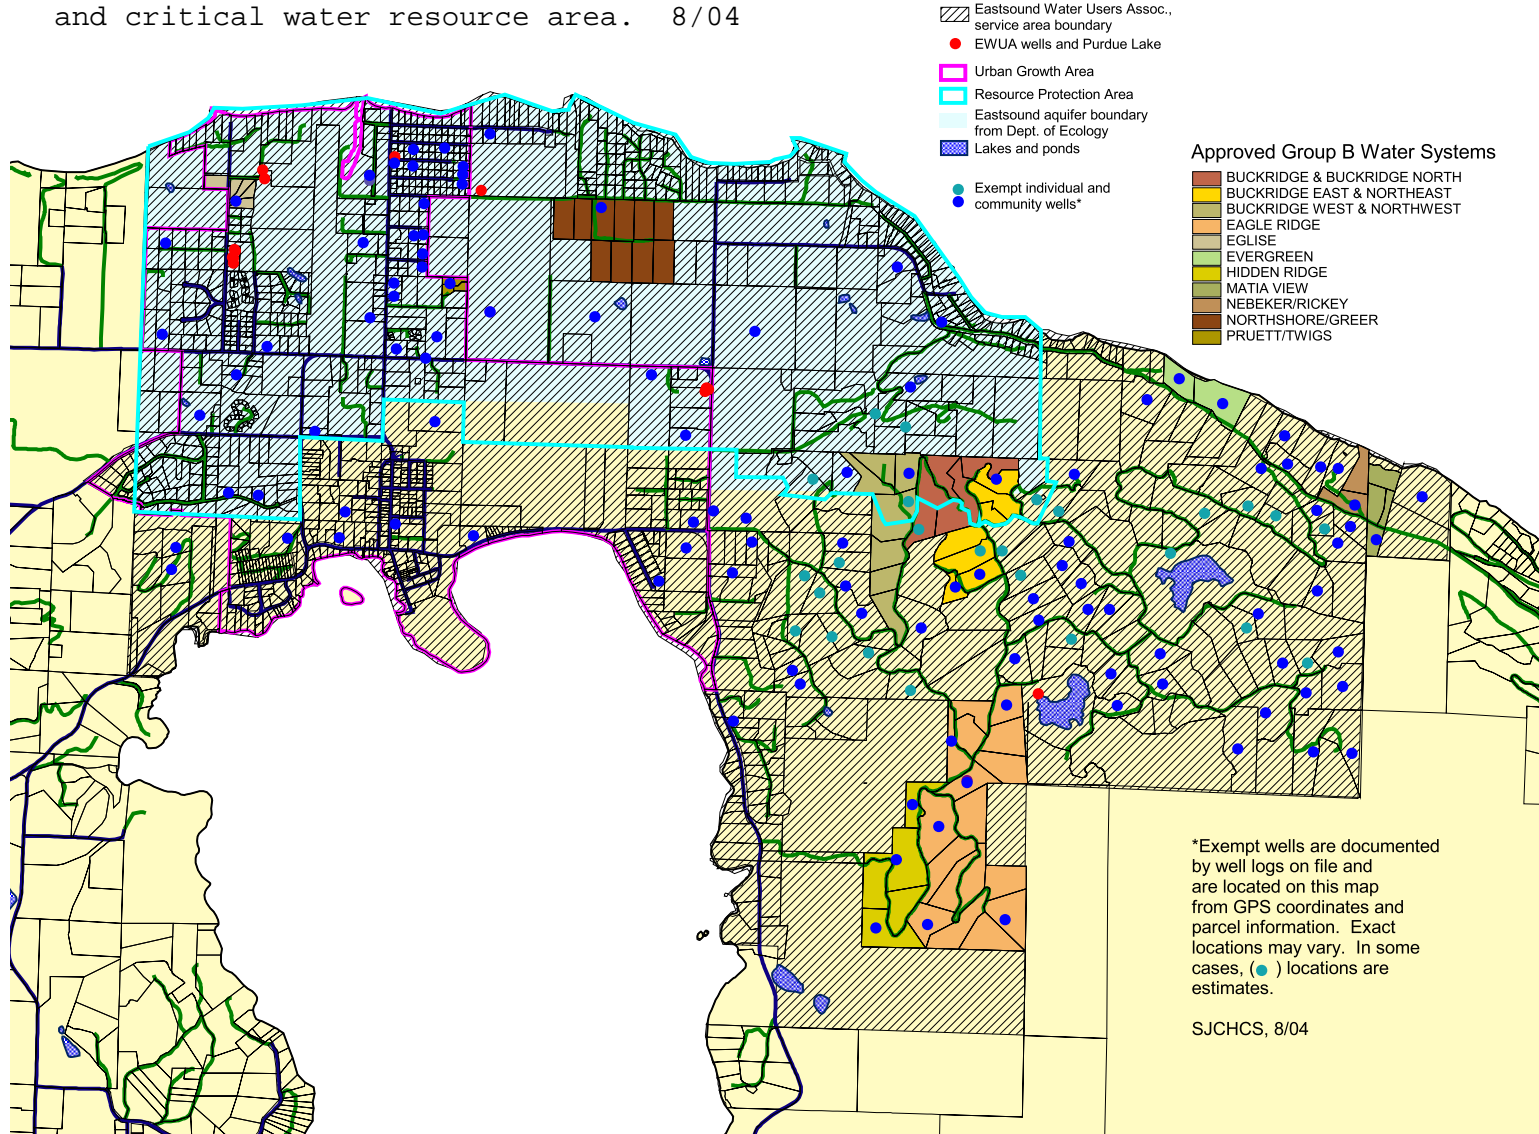 and critical water resource area.  8/04
Eastsound Water Users Assoc.,
service area boundary
EWUA wells and Purdue Lake
Urban Growth Area
Resource Protection Area
Eastsound aquifer boundary
from Dept. of Ecology
Lakes and ponds
Exempt individual and
community wells*
Approved Group B Water Systems
BUCKRIDGE & BUCKRIDGE NORTH
BUCKRIDGE EAST & NORTHEAST
BUCKRIDGE WEST & NORTHWEST
EAGLE RIDGE
EGLISE
EVERGREEN
HIDDEN RIDGE
MATIA VIEW
NEBEKER/RICKEY
NORTHSHORE/GREER
PRUETT/TWIGS
*Exempt wells are documented
by well logs on file and
are located on this map
from GPS coordinates and
parcel information.  Exact
locations may vary.  In some
cases, ( ) locations are
estimates.
SJCHCS, 8/04